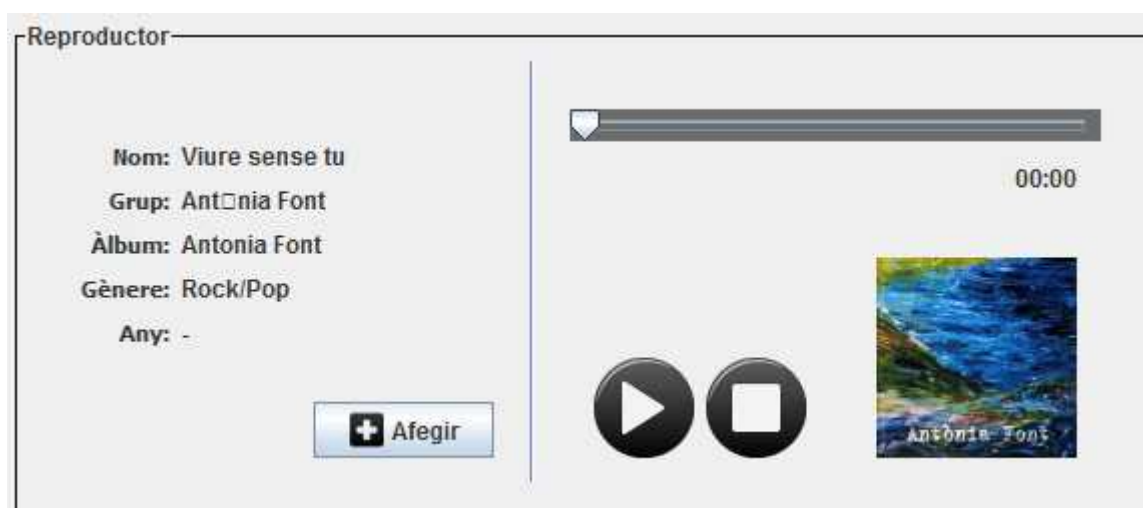 Reproductor
Nom: Viure sense tu
Grup: Ant□nia Font
Àlbum: Antonia Font
Gènere: Rock/Pop
Any: -
Afegir
00:00
Antònia Font